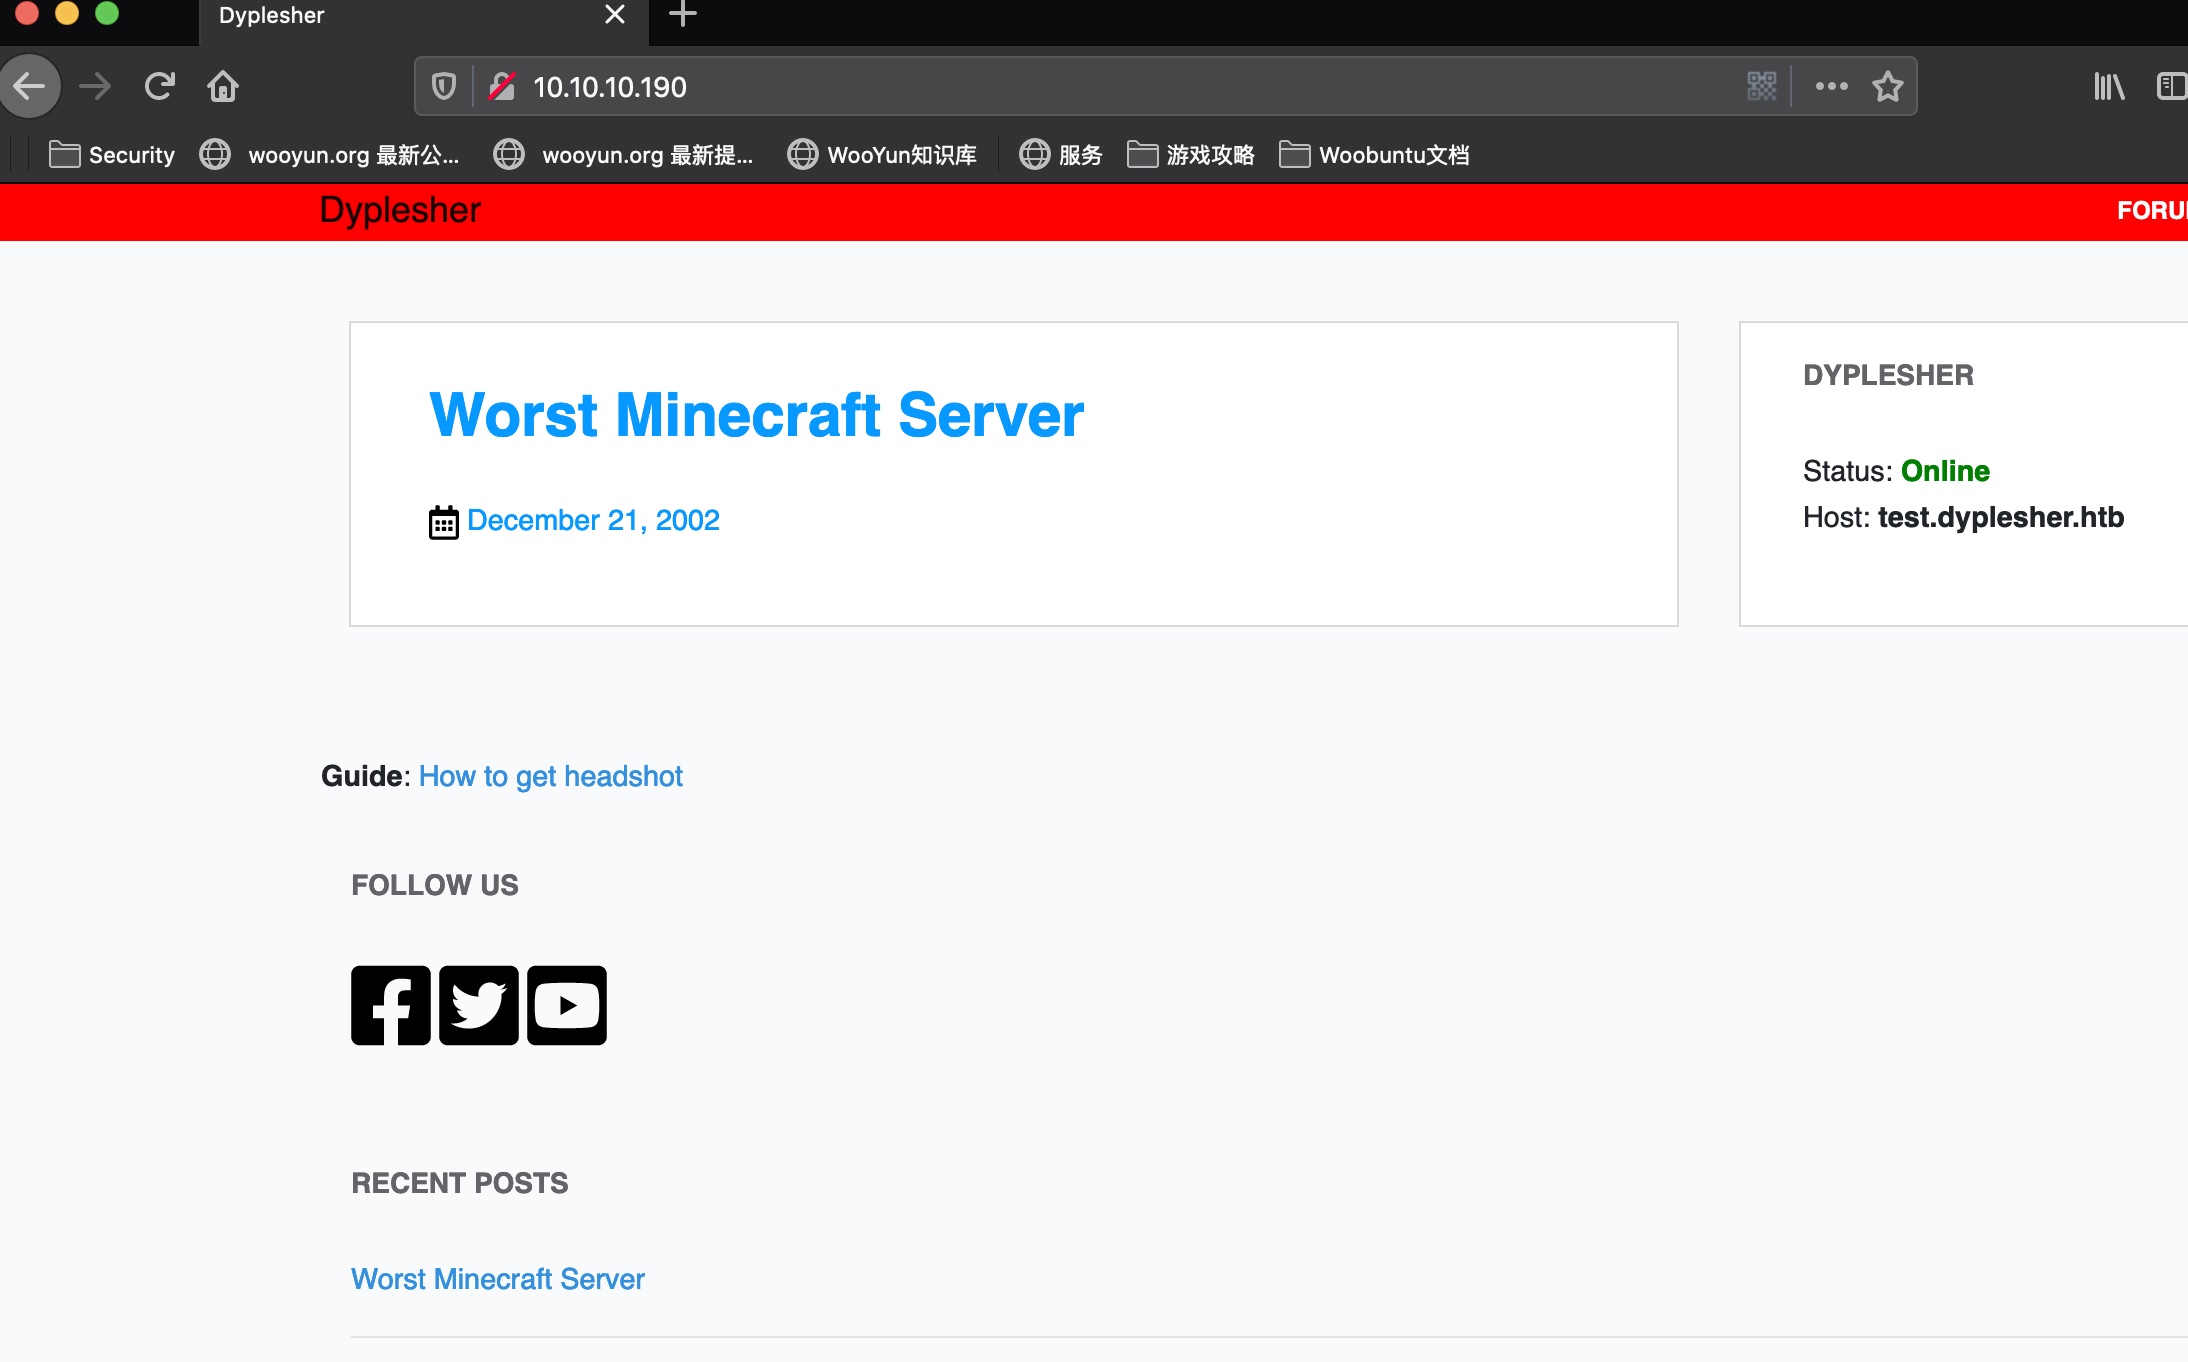 Dyplesher
10.10.10.190
Security wooyun.org 最新公... wooyun.org 最新提... WooYun知识库 服务 游戏攻略 Woobuntu文档
Dyplesher FORU
Worst Minecraft Server
December 21, 2002
DYPLESHER
Status: Online
Host: test.dyplesher.htb
Guide: How to get headshot
FOLLOW US
RECENT POSTS
Worst Minecraft Server